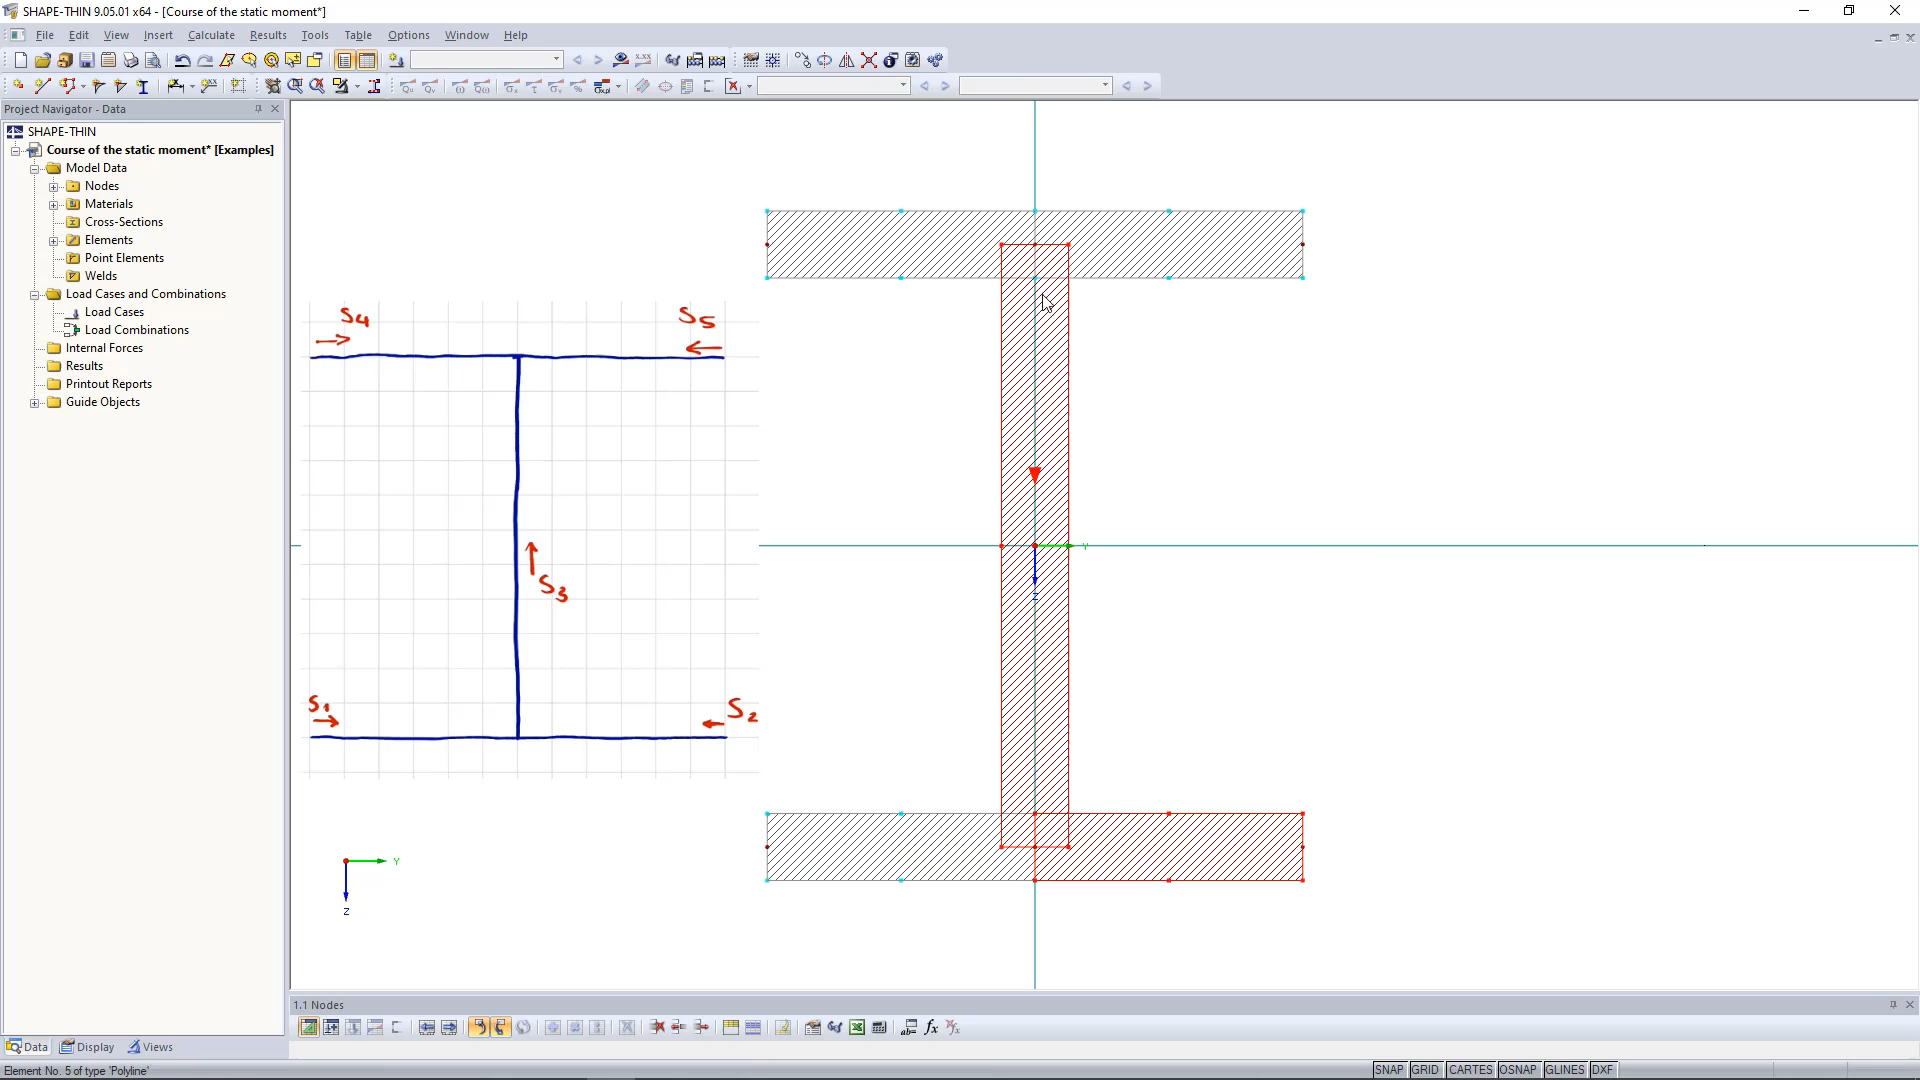 SHAPE-THIN 9.05.01 x64 - [Course of the static moment*]
File Edit View Insert Calculate Results Tools Table Options Window Help
Project Navigator - Data
SHAPE-THIN
Course of the static moment* [Examples]
Model Data
Nodes
Materials
Cross-Sections
Elements
Point Elements
Welds
Load Cases and Combinations
Load Cases
Load Combinations
Internal Forces
Results
Printout Reports
Guide Objects
S4 S5
S3
S1 S2
Y
Z
Y
Z
1.1 Nodes
Data Display Views
Element No. 5 of type 'Polyline'
SNAP GRID CARTES OSNAP GLINES DXF